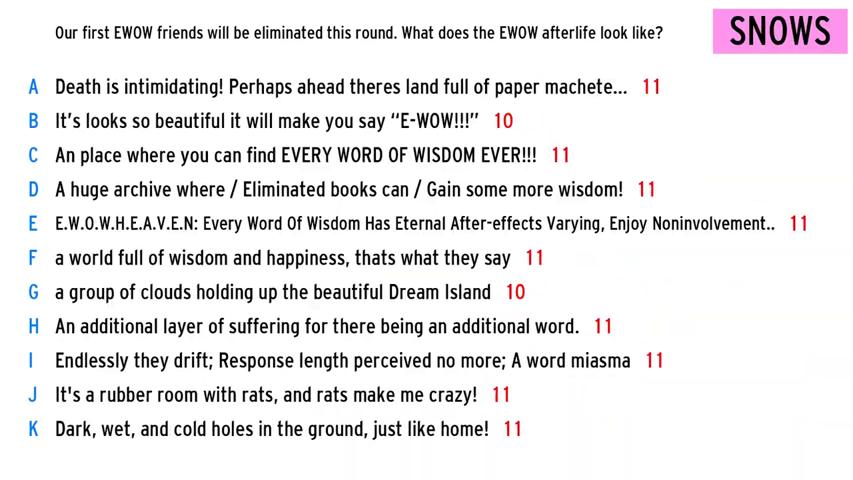 Our first EWOW friends will be eliminated this round. What does the EWOW afterlife look like?
SNOWS
A Death is intimidating! Perhaps ahead theres land full of paper machete... 11
B It's looks so beautiful it will make you say “E-WOW!!!” 10
C An place where you can find EVERY WORD OF WISDOM EVER!!! 11
D A huge archive where / Eliminated books can / Gain some more wisdom! 11
E E.W.O.W.H.E.A.V.E.N: Every Word Of Wisdom Has Eternal After-effects Varying, Enjoy Noninvolvement.. 11
F a world full of wisdom and happiness, thats what they say 11
G a group of clouds holding up the beautiful Dream Island 10
H An additional layer of suffering for there being an additional word. 11
I Endlessly they drift; Response length perceived no more; A word miasma 11
J It's a rubber room with rats, and rats make me crazy! 11
K Dark, wet, and cold holes in the ground, just like home! 11